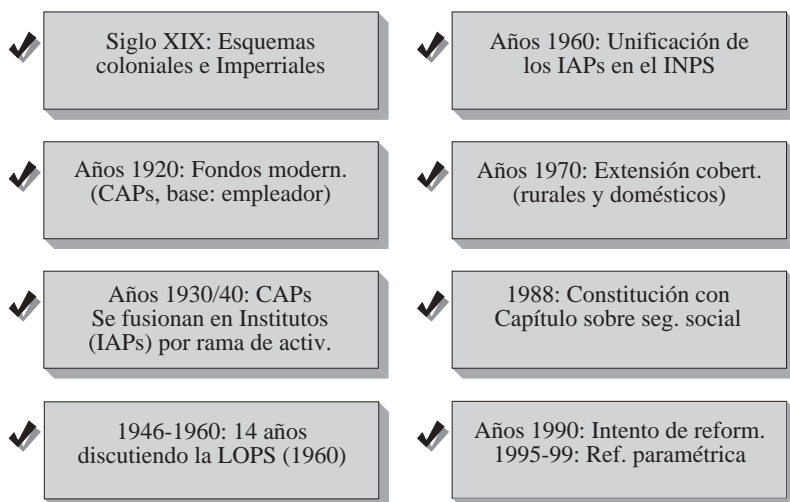 Siglo XIX: Esquemas
coloniales e Imperriales
Años 1920: Fondos modern.
(CAPs, base: empleador)
Años 1930/40: CAPs
Se fusionan en Institutos
(IAPs) por rama de activ.
1946-1960: 14 años
discutiendo la LOPS (1960)
Años 1960: Unificación de
los IAPs en el INPS
Años 1970: Extensión cobert.
(rurales y domésticos)
1988: Constitución con
Capítulo sobre seg. social
Años 1990: Intento de reform.
1995-99: Ref. paramétrica